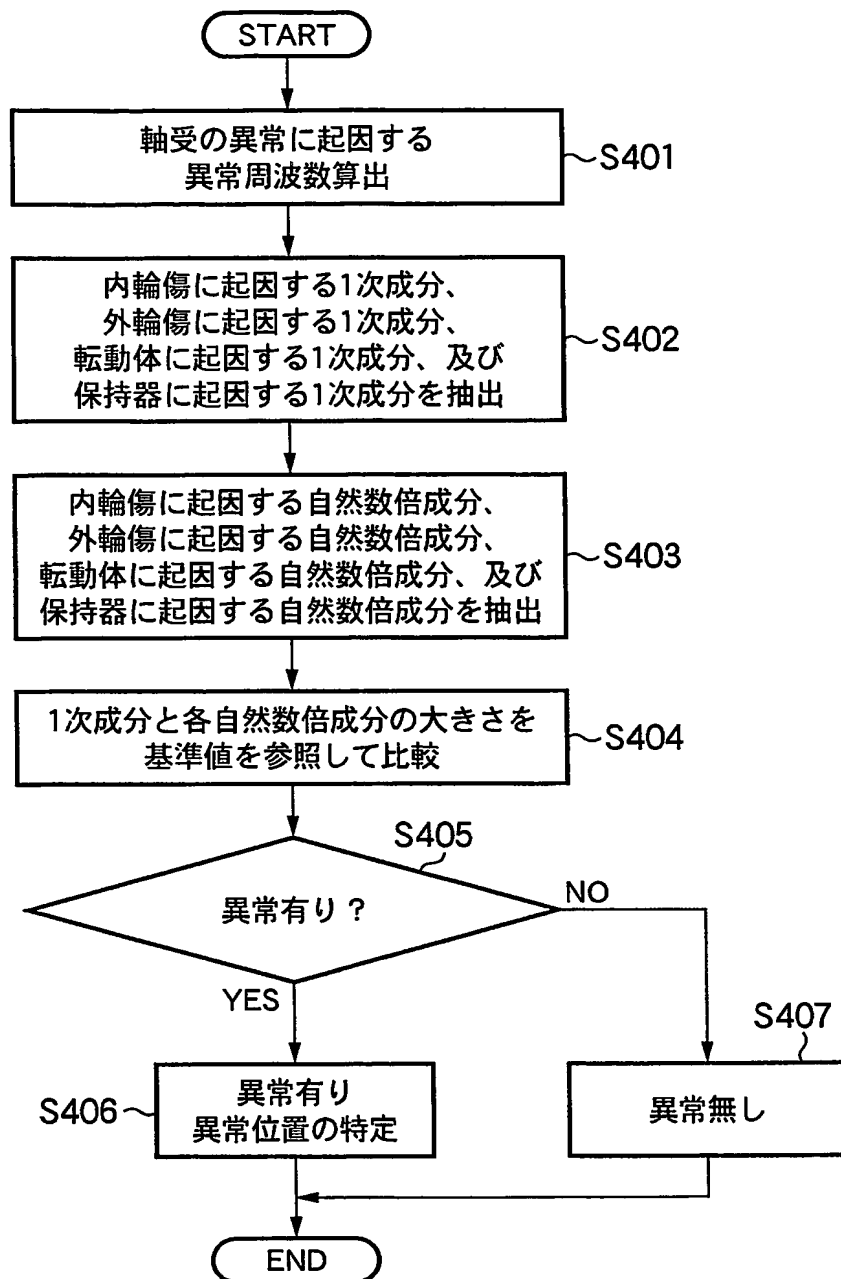 START
軸受の異常に起因する
異常周波数算出
S401
内輪傷に起因する1次成分、
外輪傷に起因する1次成分、
転動体に起因する1次成分、及び
保持器に起因する1次成分を抽出
S402
内輪傷に起因する自然数倍成分、
外輪傷に起因する自然数倍成分、
転動体に起因する自然数倍成分、及び
保持器に起因する自然数倍成分を抽出
S403
1次成分と各自然数倍成分の大きさを
基準値を参照して比較
S404
S405
異常有り？
NO
YES
S406
異常有り
異常位置の特定
S407
異常無し
END